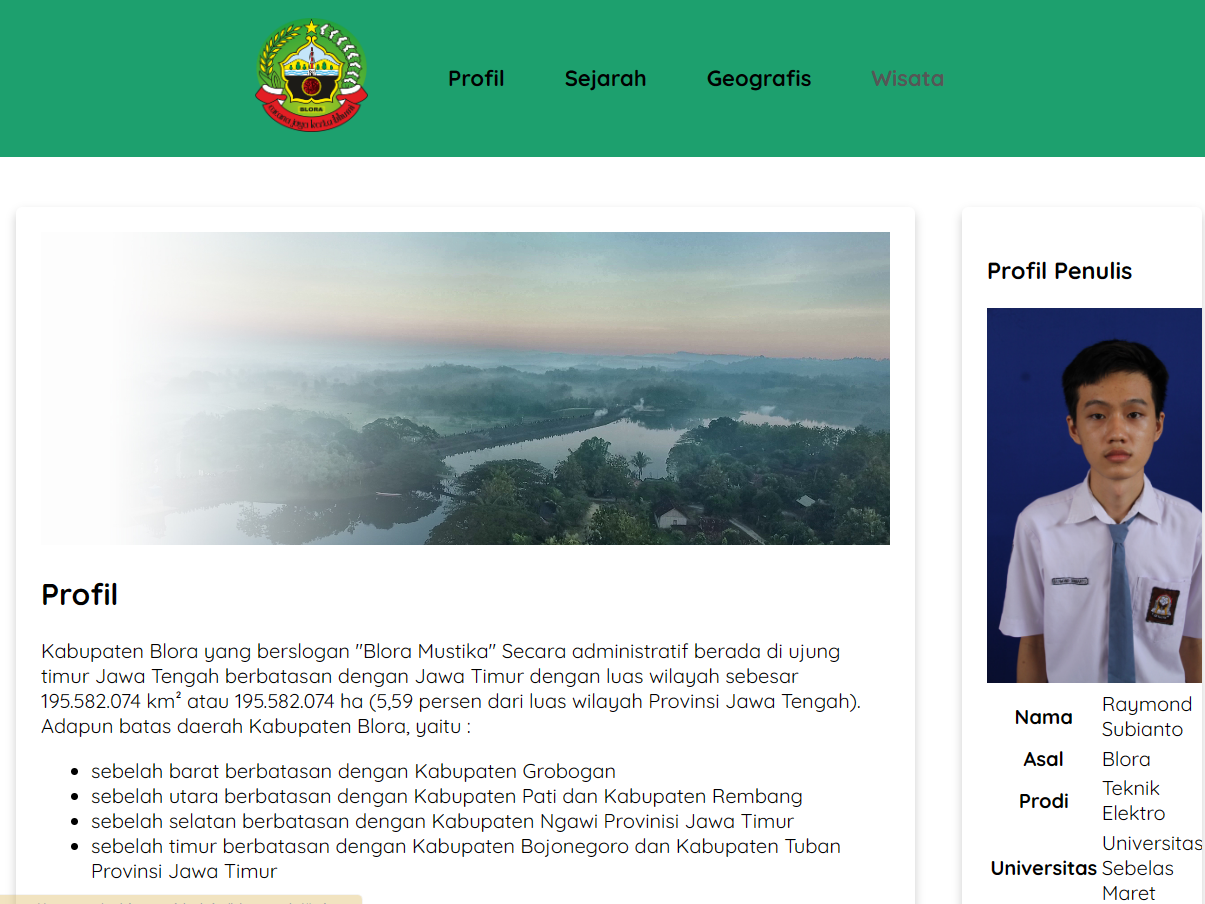 BLORA
Profil
Sejarah
Geografis
Wisata
Profil
Kabupaten Blora yang berslogan "Blora Mustika" Secara administratif berada di ujung
timur Jawa Tengah berbatasan dengan Jawa Timur dengan luas wilayah sebesar
195.582.074 km² atau 195.582.074 ha (5,59 persen dari luas wilayah Provinsi Jawa Tengah).
Adapun batas daerah Kabupaten Blora, yaitu :
sebelah barat berbatasan dengan Kabupaten Grobogan
sebelah utara berbatasan dengan Kabupaten Pati dan Kabupaten Rembang
sebelah selatan berbatasan dengan Kabupaten Ngawi Provinisi Jawa Timur
sebelah timur berbatasan dengan Kabupaten Bojonegoro dan Kabupaten Tuban
Provinsi Jawa Timur
Profil Penulis
Nama
Raymond
Subianto
Asal
Blora
Prodi
Teknik
Elektro
Universitas
Universitas
Sebelas
Maret